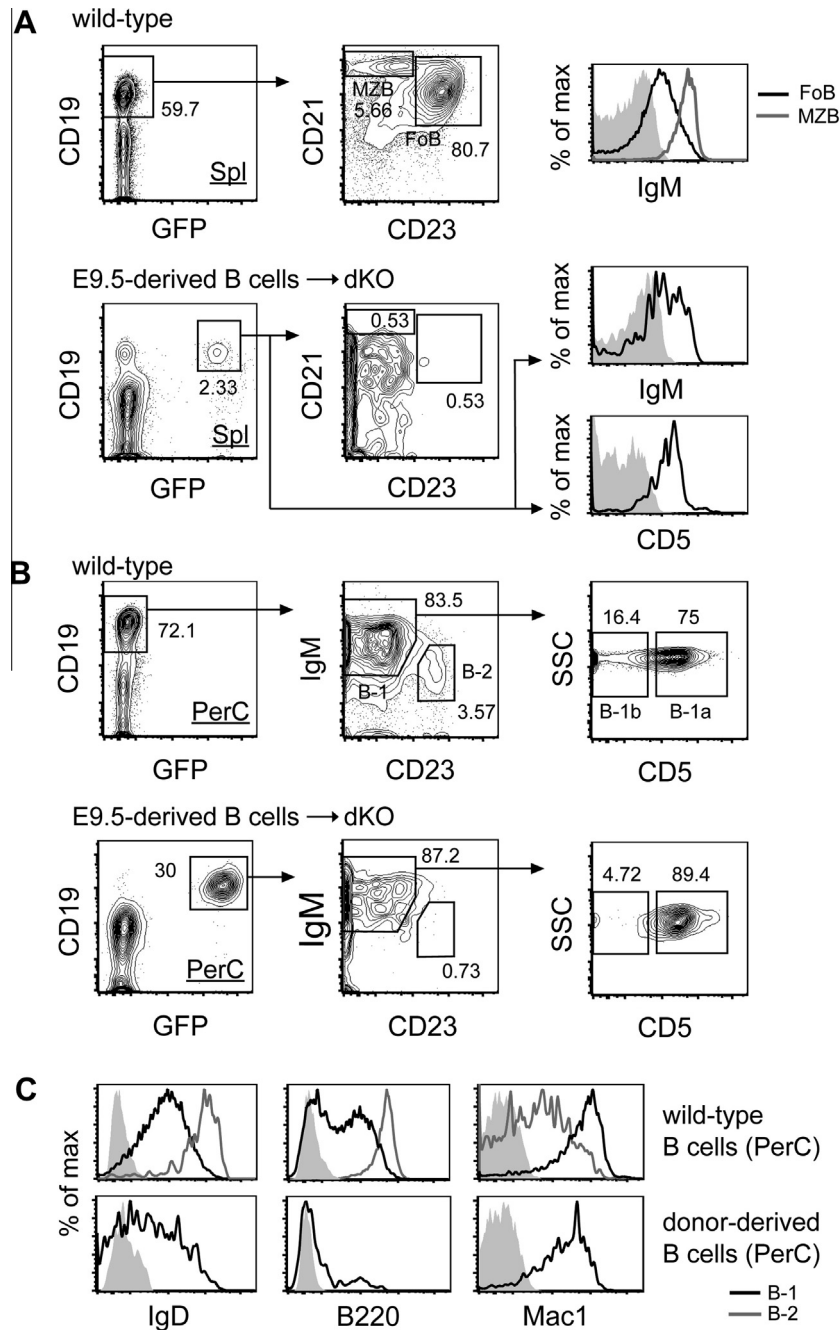 A
wild-type
CD19
59.7
Spl
GFP
CD21
MZB
5.66
FoB
80.7
CD23
% of max
IgM
FoB
MZB
E9.5-derived B cells → dKO
CD19
2.33
Spl
GFP
CD21
0.53
0.53
CD23
% of max
IgM
% of max
CD5
B
wild-type
CD19
72.1
PerC
GFP
IgM
83.5
B-1
B-2
3.57
CD23
SSC
16.4
75
B-1b
B-1a
CD5
E9.5-derived B cells → dKO
CD19
30
PerC
GFP
IgM
87.2
0.73
CD23
SSC
4.72
89.4
CD5
C
% of max
wild-type
B cells (PerC)
donor-derived
B cells (PerC)
IgD
B220
Mac1
B-1
B-2